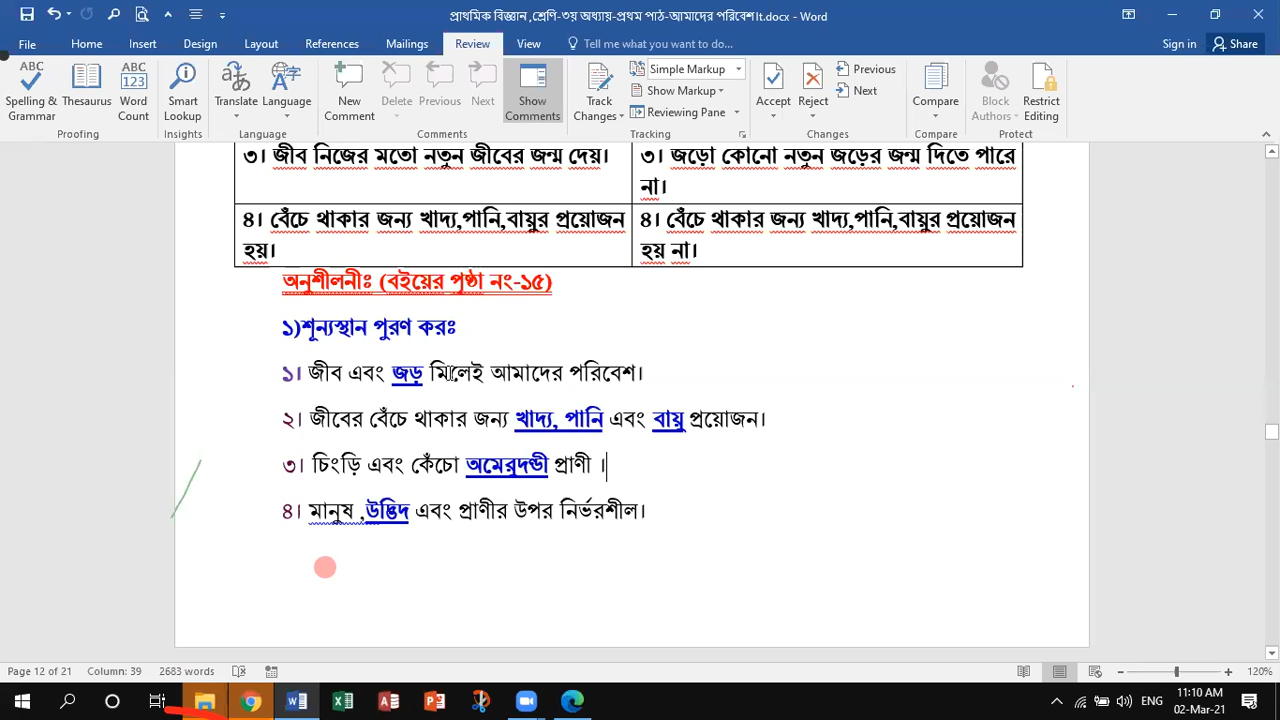 প্রাথমিক বিজ্ঞান ,শ্রেণি-৩য় অধ্যায়-প্রথম পাঠ-আমাদের পরিবেশ।t.docx - Word
File Home Insert Design Layout References Mailings Review View Tell me what you want to do... Sign in Share
Spelling & Grammar Thesaurus Word Count Smart Lookup Translate Language New Comment Delete Previous Next Show Comments Track Changes Simple Markup Show Markup Reviewing Pane Accept Reject Previous Next Compare Block Authors Restrict Editing
Proofing Insights Language Comments Tracking Changes Compare Protect
৩। জীব নিজের মতো নতুন জীবের জন্ম দেয়।
৩। জড়ো কোনো নতুন জড়ের জন্ম দিতে পারে
না।
৪। বেঁচে থাকার জন্য খাদ্য,পানি,বায়ুর প্রয়োজন
হয়।
৪। বেঁচে থাকার জন্য খাদ্য,পানি,বায়ুর প্রয়োজন
হয় না।
অনুশীলনীঃ (বইয়ের পৃষ্ঠা নং-১৫)
১)শূন্যস্থান পুরণ করঃ
১। জীব এবং জড় মিলেই আমাদের পরিবেশ।
২। জীবের বেঁচে থাকার জন্য খাদ্য, পানি এবং বায়ু প্রয়োজন।
৩। চিংড়ি এবং কেঁচো অমেরুদন্ডী প্রাণী ।
৪। মানুষ ,উদ্ভিদ এবং প্রাণীর উপর নির্ভরশীল।
Page 12 of 21 Column: 39 2683 words 120%
ENG 11:10 AM
02-Mar-21